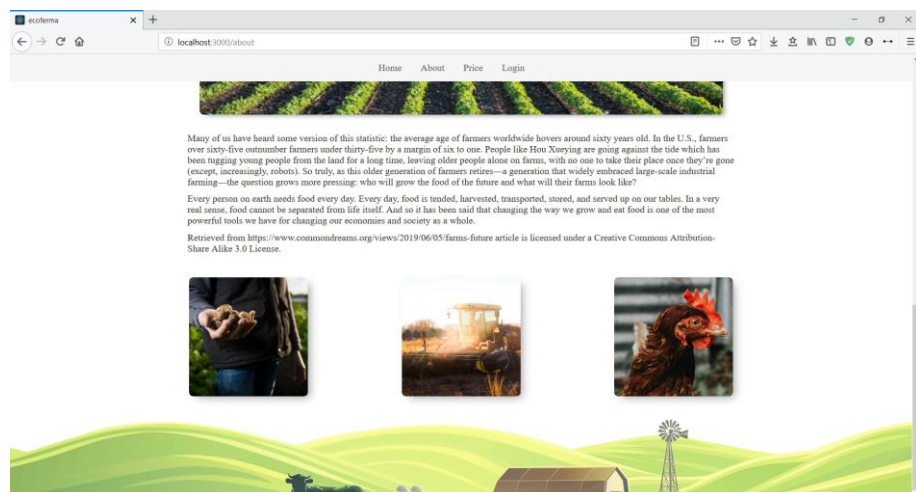 ecoferma
localhost:3000/about
Home About Price Login
Many of us have heard some version of this statistic: the average age of farmers worldwide hovers around sixty years old. In the U.S., farmers
over sixty-five outnumber farmers under thirty-five by a margin of six to one. People like Hou Xueying are going against the tide which has
been tugging young people from the land for a long time, leaving older people alone on farms, with no one to take their place once they're gone
(except, increasingly, robots). So truly, as this older generation of farmers retires—a generation that widely embraced large-scale industrial
farming—the question grows more pressing: who will grow the food of the future and what will their farms look like?
Every person on earth needs food every day. Every day, food is tended, harvested, transported, stored, and served up on our tables. In a very
real sense, food cannot be separated from life itself. And so it has been said that changing the way we grow and eat food is one of the most
powerful tools we have for changing our economies and society as a whole.
Retrieved from https://www.commondreams.org/views/2019/06/05/farms-future article is licensed under a Creative Commons Attribution-
Share Alike 3.0 License.